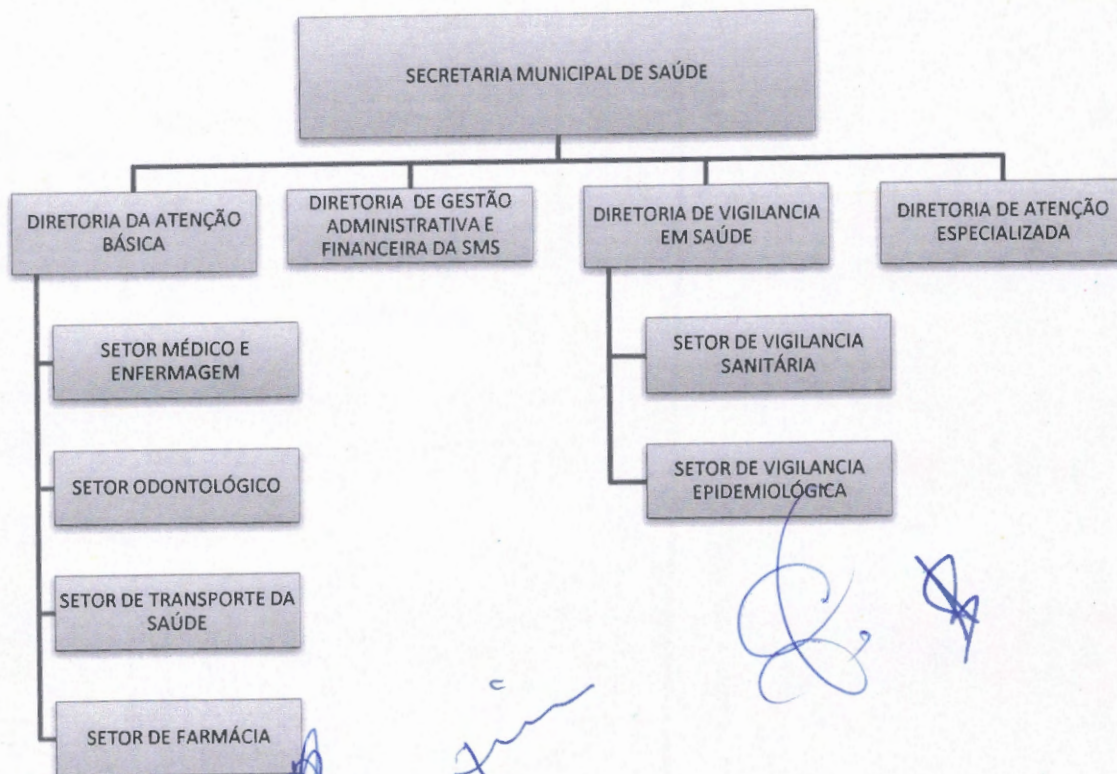 SECRETARIA MUNICIPAL DE SAÚDE
DIRETORIA DA ATENÇÃO
BÁSICA
DIRETORIA DE GESTÃO
ADMINISTRATIVA E
FINANCEIRA DA SMS
DIRETORIA DE VIGILANCIA
EM SAÚDE
DIRETORIA DE ATENÇÃO
ESPECIALIZADA
SETOR MÉDICO E
ENFERMAGEM
SETOR ODONTOLÓGICO
SETOR DE TRANSPORTE DA
SAÚDE
SETOR DE FARMÁCIA
SETOR DE VIGILANCIA
SANITÁRIA
SETOR DE VIGILANCIA
EPIDEMIOLÓGICA